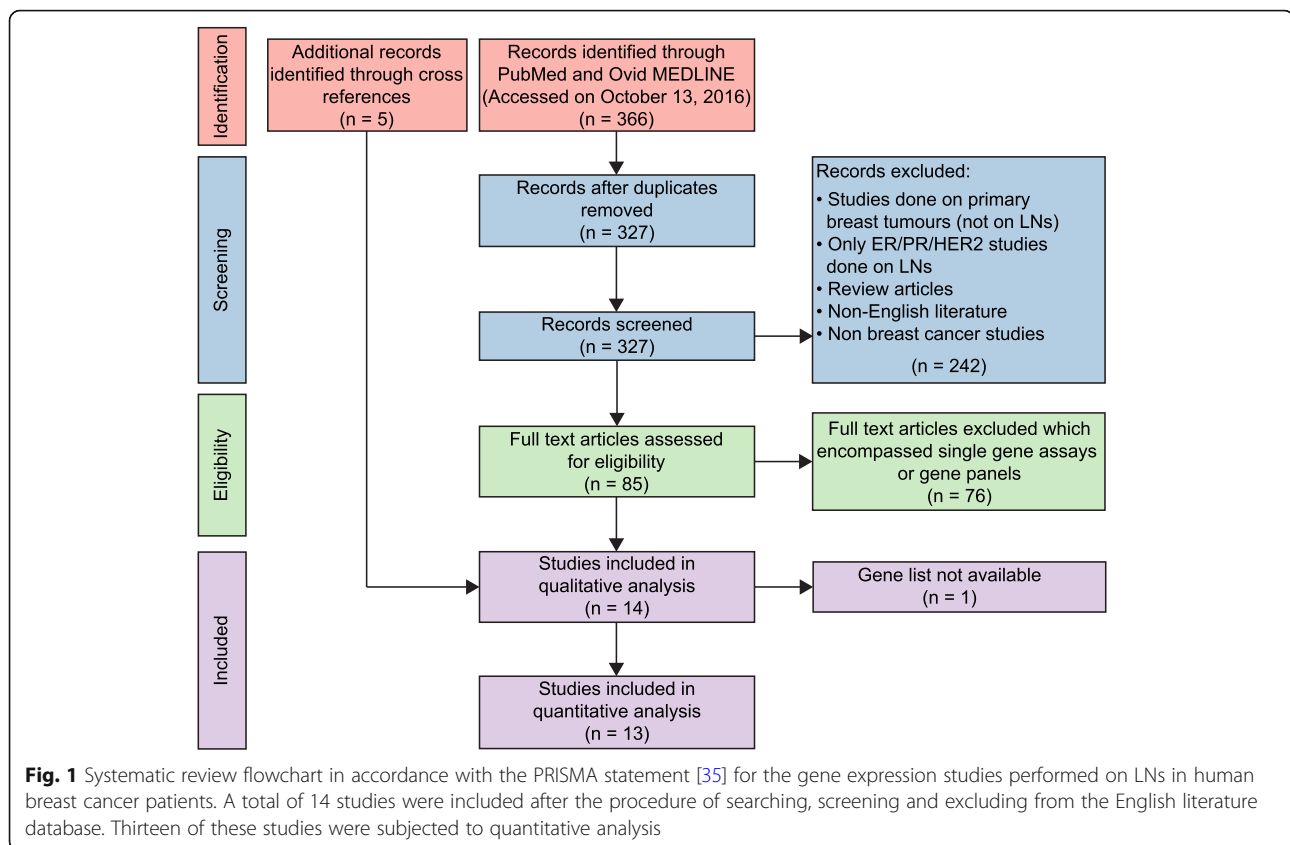 Identification
Additional records
identified through cross
references
(n = 5)
Records identified through
PubMed and Ovid MEDLINE
(Accessed on October 13, 2016)
(n = 366)
Screening
Records after duplicates
removed
(n = 327)
Records screened
(n = 327)
Records excluded:
• Studies done on primary
breast tumours (not on LNs)
• Only ER/PR/HER2 studies
done on LNs
• Review articles
• Non-English literature
• Non breast cancer studies
(n = 242)
Eligibility
Full text articles assessed
for eligibility
(n = 85)
Full text articles excluded which
encompassed single gene assays
or gene panels
(n = 76)
Included
Studies included in
qualitative analysis
(n = 14)
Gene list not available
(n = 1)
Studies included in
quantitative analysis
(n = 13)
Fig. 1 Systematic review flowchart in accordance with the PRISMA statement [35] for the gene expression studies performed on LNs in human
breast cancer patients. A total of 14 studies were included after the procedure of searching, screening and excluding from the English literature
database. Thirteen of these studies were subjected to quantitative analysis